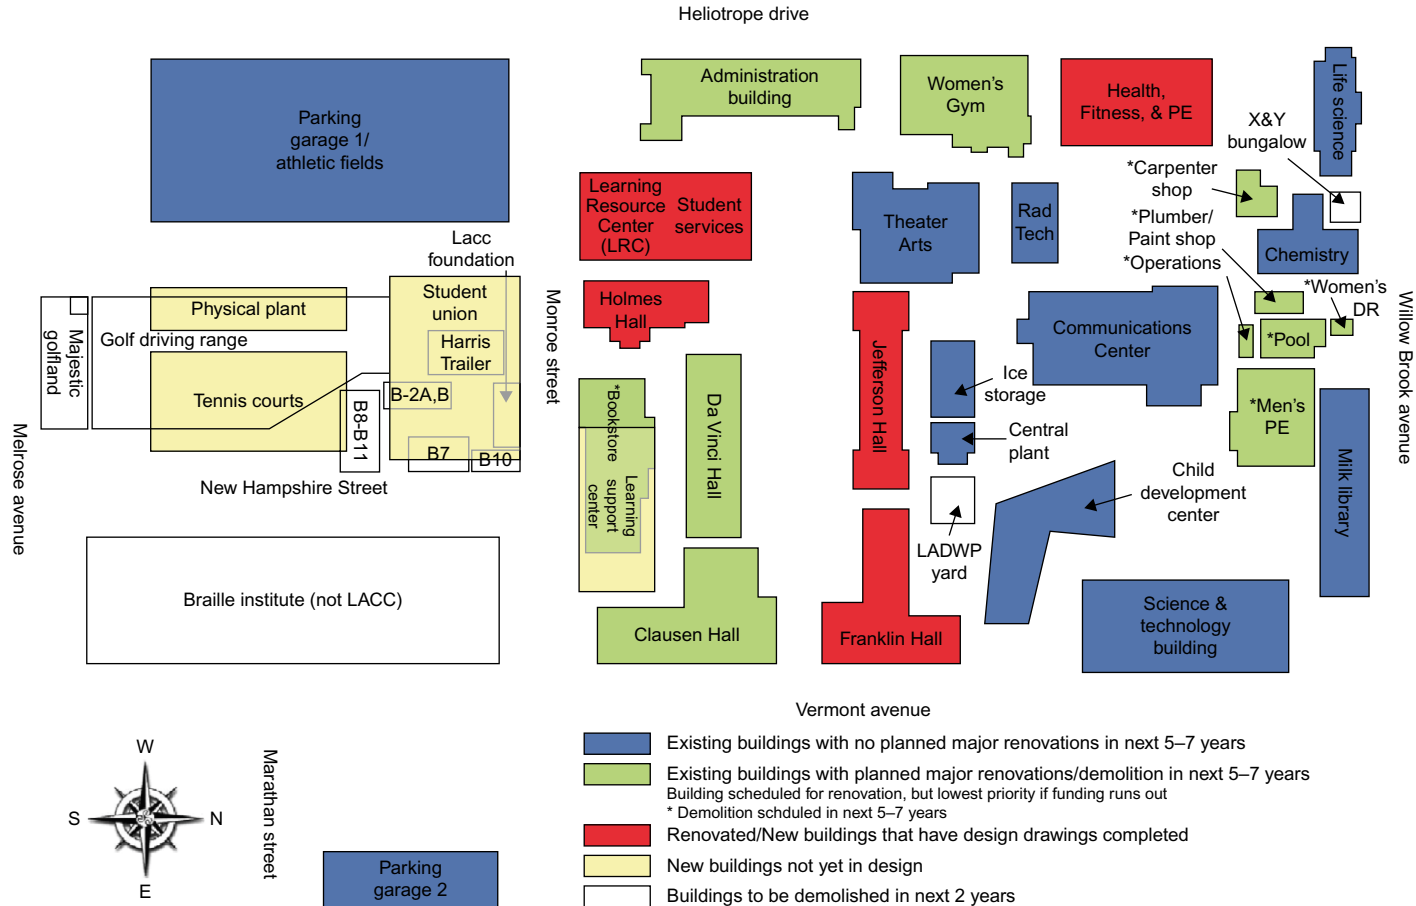 Heliotrope drive
Parking
garage 1/
athletic fields
Administration
building
Women's
Gym
Health,
Fitness, & PE
Life science
X&Y
bungalow
*Carpenter
shop
*Plumber/
Paint shop
*Operations
Learning
Resource
Center
(LRC)
Student
services
Theater
Arts
Rad
Tech
Chemistry
*Women's
DR
Lacc
foundation
Student
union
Physical plant
Harris
Trailer
Golf driving range
Majestic
golfland
Tennis courts
B-2A,B
B8-B11
B7
B10
Monroe street
Holmes
Hall
Jefferson Hall
Communications
Center
*Pool
Willow Brook avenue
Ice
storage
Central
plant
*Men's
PE
*Bookstore
Da Vinci Hall
Learning
support
center
Melrose avenue
New Hampshire Street
Child
development
center
Milk library
LADWP
yard
Braille institute (not LACC)
Clausen Hall
Franklin Hall
Science &
technology
building
Vermont avenue
W
S
N
E
Marathan street
Parking
garage 2
Existing buildings with no planned major renovations in next 5–7 years
Existing buildings with planned major renovations/demolition in next 5–7 years
Building scheduled for renovation, but lowest priority if funding runs out
* Demolition schduled in next 5–7 years
Renovated/New buildings that have design drawings completed
New buildings not yet in design
Buildings to be demolished in next 2 years